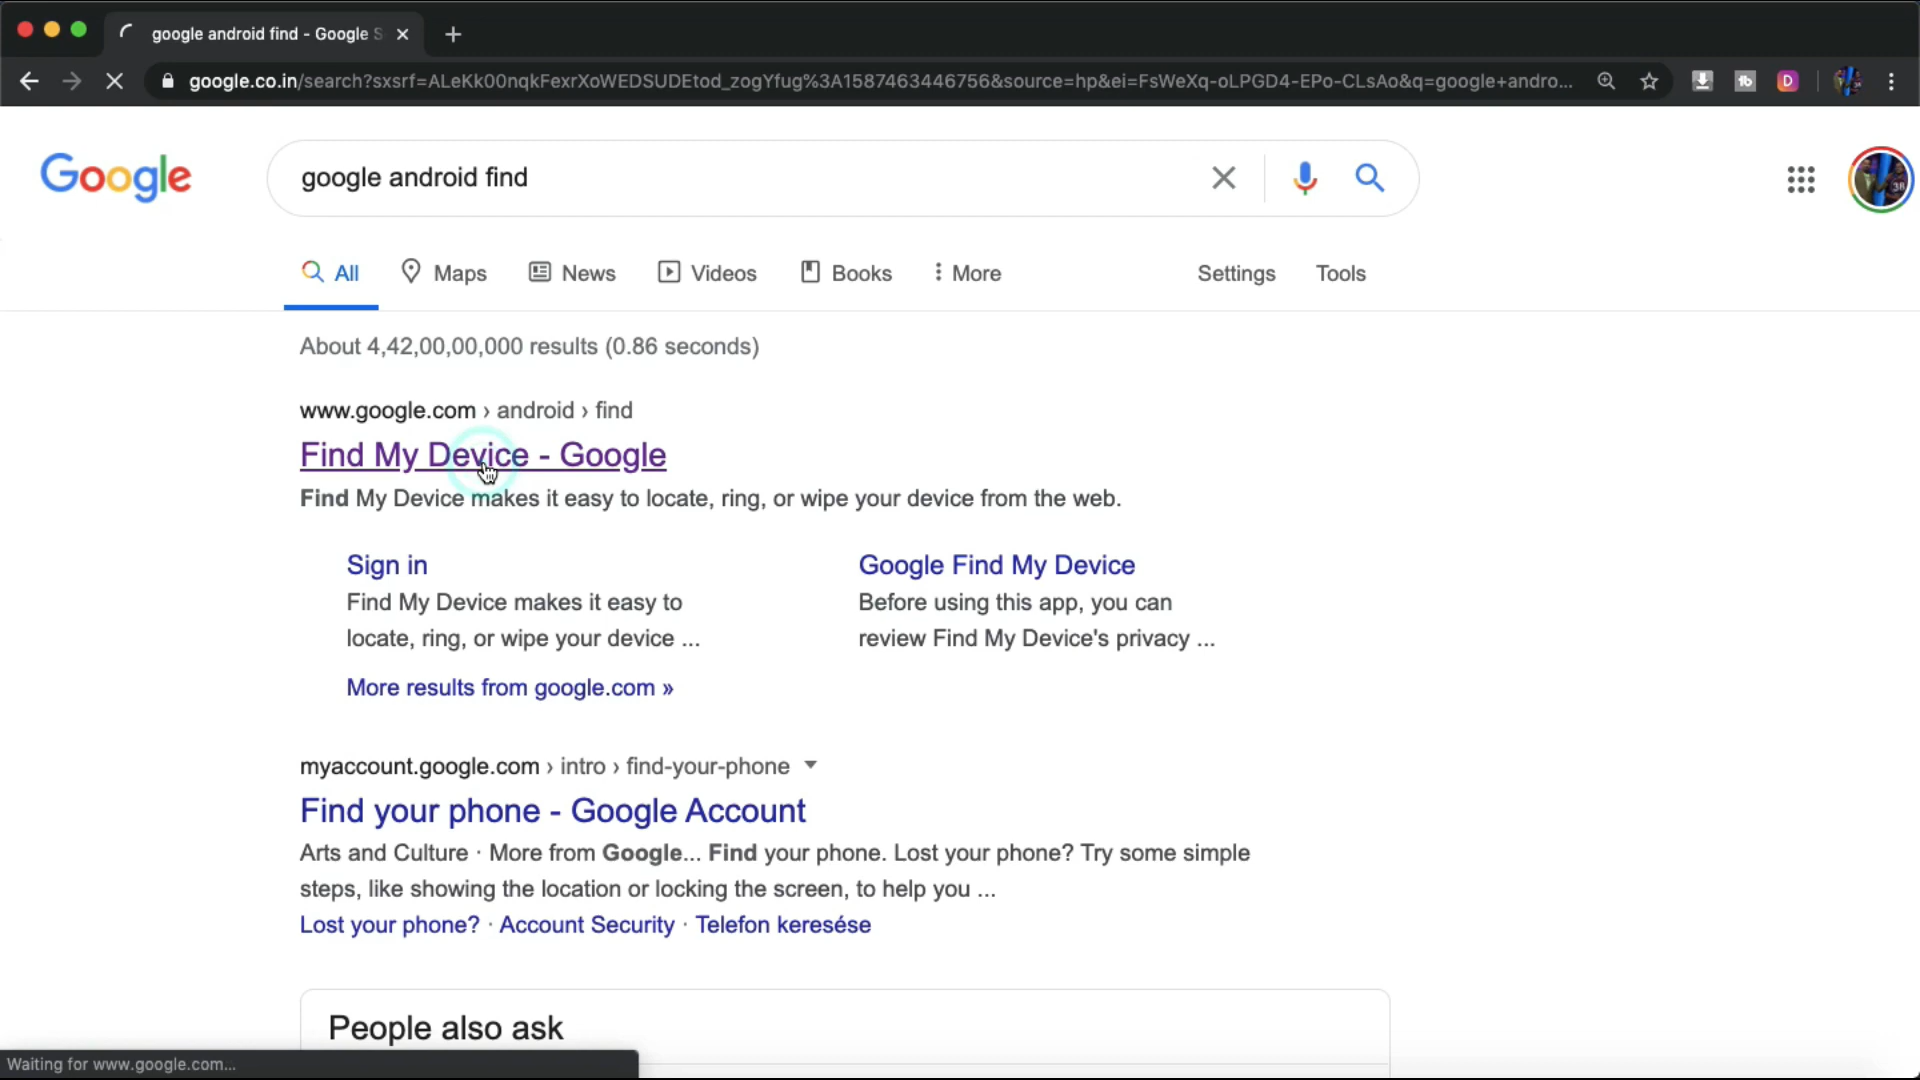 google android find - Google S
google.co.in/search?sxsrf=ALeKk00nqkFexrXoWEDSUDEtod_zogYfug%3A1587463446756&source=hp&ei=FsWeXq-oLPGD4-EPo-CLsAo&q=google+andro...
Google
google android find
All Maps News Videos Books More Settings Tools
About 4,42,00,00,000 results (0.86 seconds)
www.google.com › android › find
Find My Device - Google
Find My Device makes it easy to locate, ring, or wipe your device from the web.
Sign in
Find My Device makes it easy to
locate, ring, or wipe your device ...
Google Find My Device
Before using this app, you can
review Find My Device's privacy ...
More results from google.com »
myaccount.google.com › intro › find-your-phone
Find your phone - Google Account
Arts and Culture · More from Google... Find your phone. Lost your phone? Try some simple
steps, like showing the location or locking the screen, to help you ...
Lost your phone? · Account Security · Telefon keresése
People also ask
Waiting for www.google.com...